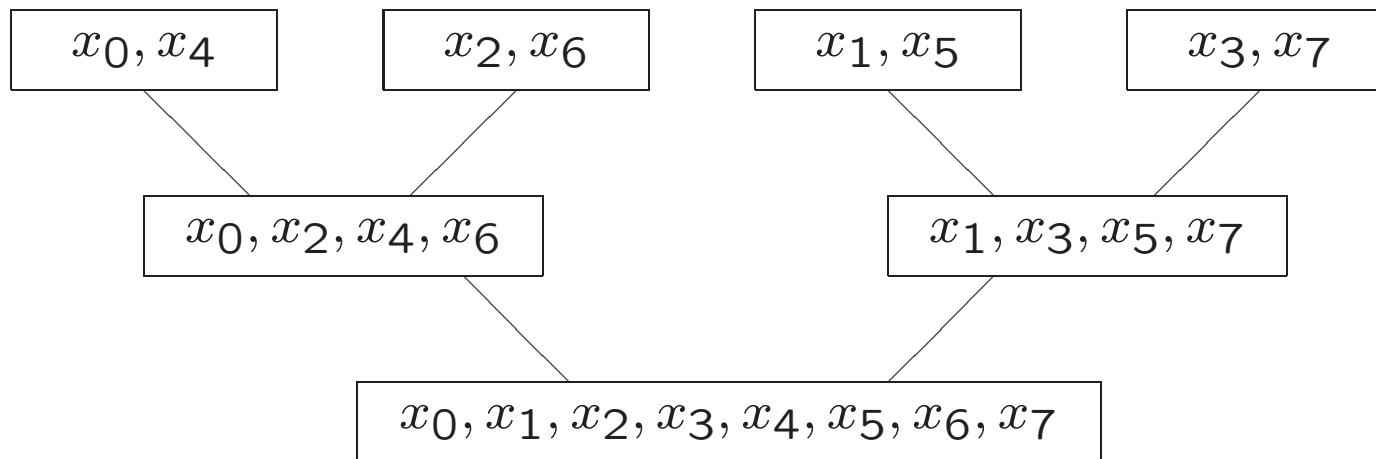 x₀, x₄
x₂, x₆
x₁, x₅
x₃, x₇
x₀, x₂, x₄, x₆
x₁, x₃, x₅, x₇
x₀, x₁, x₂, x₃, x₄, x₅, x₆, x₇